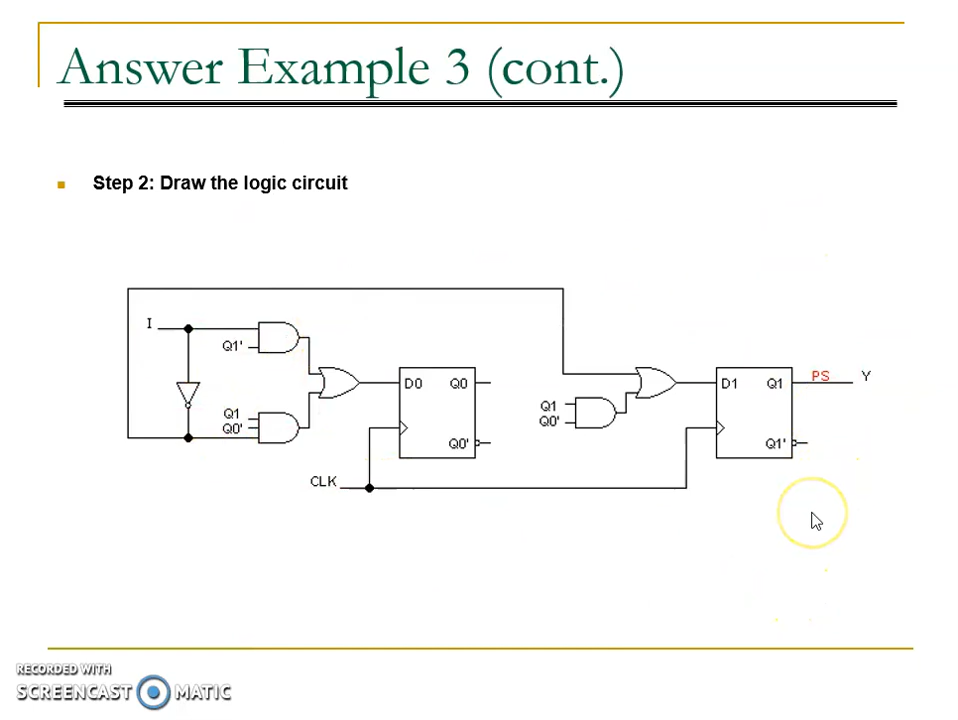 Answer Example 3 (cont.)
Step 2: Draw the logic circuit
I
Q1'
Q1
Q0'
D0 Q0
Q0'
CLK
Q1
Q0'
D1 Q1
Q1'
PS
Y
RECORDED WITH
SCREENCAST MATIC